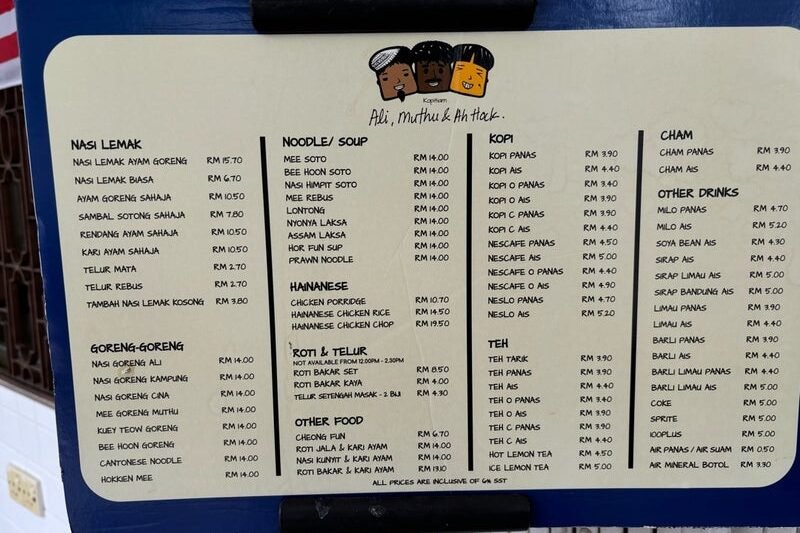 Kopitiam
Ali, Muthu & Ah Hock.
NASI LEMAK
NASI LEMAK AYAM GORENG RM 15.70
NASI LEMAK BIASA RM 6.70
AYAM GORENG SAHAJA RM 10.50
SAMBAL SOTONG SAHAJA RM 7.80
RENDANG AYAM SAHAJA RM 10.50
KARI AYAM SAHAJA RM 10.50
TELUR MATA RM 2.70
TELUR REBUS RM 2.70
TAMBAH NASI LEMAK KOSONG RM 3.80
GORENG-GORENG
NASI GORENG ALI RM 14.00
NASI GORENG KAMPUNG RM 14.00
NASI GORENG CINA RM 14.00
MEE GORENG MUTHU RM 14.00
KUEY TEOW GORENG RM 14.00
BEE HOON GORENG RM 14.00
CANTONESE NOODLE RM 14.00
HOKKIEN MEE RM 14.00
NOODLE/ SOUP
MEE SOTO RM 14.00
BEE HOON SOTO RM 14.00
NASI HIMPIT SOTO RM 14.00
MEE REBUS RM 14.00
LONTONG RM 14.00
NYONYA LAKSA RM 14.00
ASSAM LAKSA RM 14.00
HOR FUN SUP RM 14.00
PRAWN NOODLE RM 14.00
HAINANESE
CHICKEN PORRIDGE RM 10.70
HAINANESE CHICKEN RICE RM 14.50
HAINANESE CHICKEN CHOP RM 19.50
ROTI & TELUR
NOT AVAILABLE FROM 12.00PM - 2.30PM
ROTI BAKAR SET RM 8.50
ROTI BAKAR KAYA RM 4.00
TELUR SETENGAH MASAK - 2 BIJI RM 4.30
OTHER FOOD
CHEONG FUN RM 6.70
ROTI JALA & KARI AYAM RM 14.00
NASI KUNYIT & KARI AYAM RM 14.00
ROTI BAKAR & KARI AYAM RM 13.10
KOPI
KOPI PANAS RM 3.90
KOPI AIS RM 4.40
KOPI O PANAS RM 3.40
KOPI O AIS RM 3.90
KOPI C PANAS RM 3.90
KOPI C AIS RM 4.40
NESCAFE PANAS RM 4.50
NESCAFE AIS RM 5.00
NESCAFE O PANAS RM 4.40
NESCAFE O AIS RM 4.90
NESLO PANAS RM 4.70
NESLO AIS RM 5.20
TEH
TEH TARIK RM 3.90
TEH PANAS RM 3.90
TEH AIS RM 4.40
TEH O PANAS RM 3.40
TEH O AIS RM 3.90
TEH C PANAS RM 3.90
TEH C AIS RM 4.40
HOT LEMON TEA RM 4.50
ICE LEMON TEA RM 5.00
CHAM
CHAM PANAS RM 3.90
CHAM AIS RM 4.40
OTHER DRINKS
MILO PANAS RM 4.70
MILO AIS RM 5.20
SOYA BEAN AIS RM 4.30
SIRAP AIS RM 4.40
SIRAP LIMAU AIS RM 5.00
SIRAP BANDUNG AIS RM 5.00
LIMAU PANAS RM 3.90
LIMAU AIS RM 4.40
BARLI PANAS RM 3.90
BARLI AIS RM 4.40
BARLI LIMAU PANAS RM 4.40
BARLI LIMAU AIS RM 5.00
COKE RM 5.00
SPRITE RM 5.00
100PLUS RM 5.00
AIR PANAS / AIR SUAM RM 0.50
AIR MINERAL BOTOL RM 3.30
ALL PRICES ARE INCLUSIVE OF 6% SST